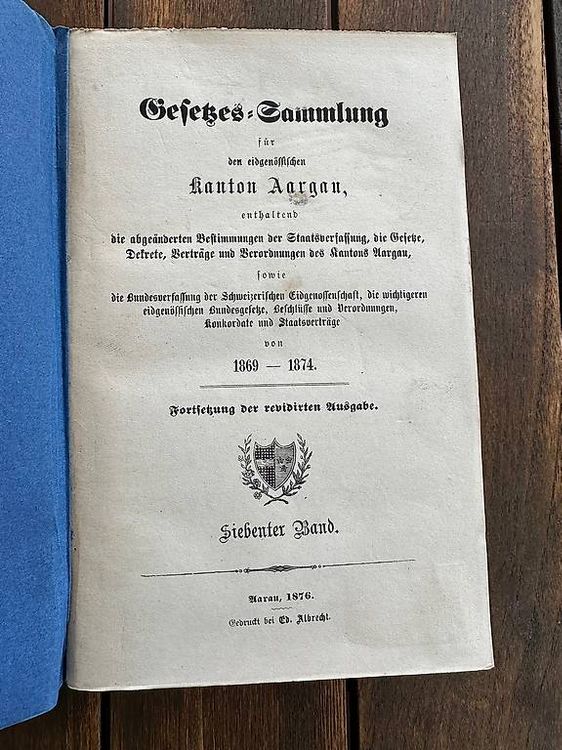 Gesetzes-Sammlung
für
den eidgenössischen
Kanton Aargau,
enthaltend
die abgeänderten Bestimmungen der Staatsverfassung, die Gesetze,
Dekrete, Verträge und Verordnungen des Kantons Aargau,
sowie
die Bundesverfassung der Schweizerischen Eidgenossenschaft, die wichtigeren
eidgenössischen Bundesgesetze, Beschlüsse und Verordnungen,
Konkordate und Staatsverträge
von
1869 — 1874.
Fortsetzung der revidirten Ausgabe.
Siebenter Band.
Aarau, 1876.
Gedruckt bei Ed. Albrecht.